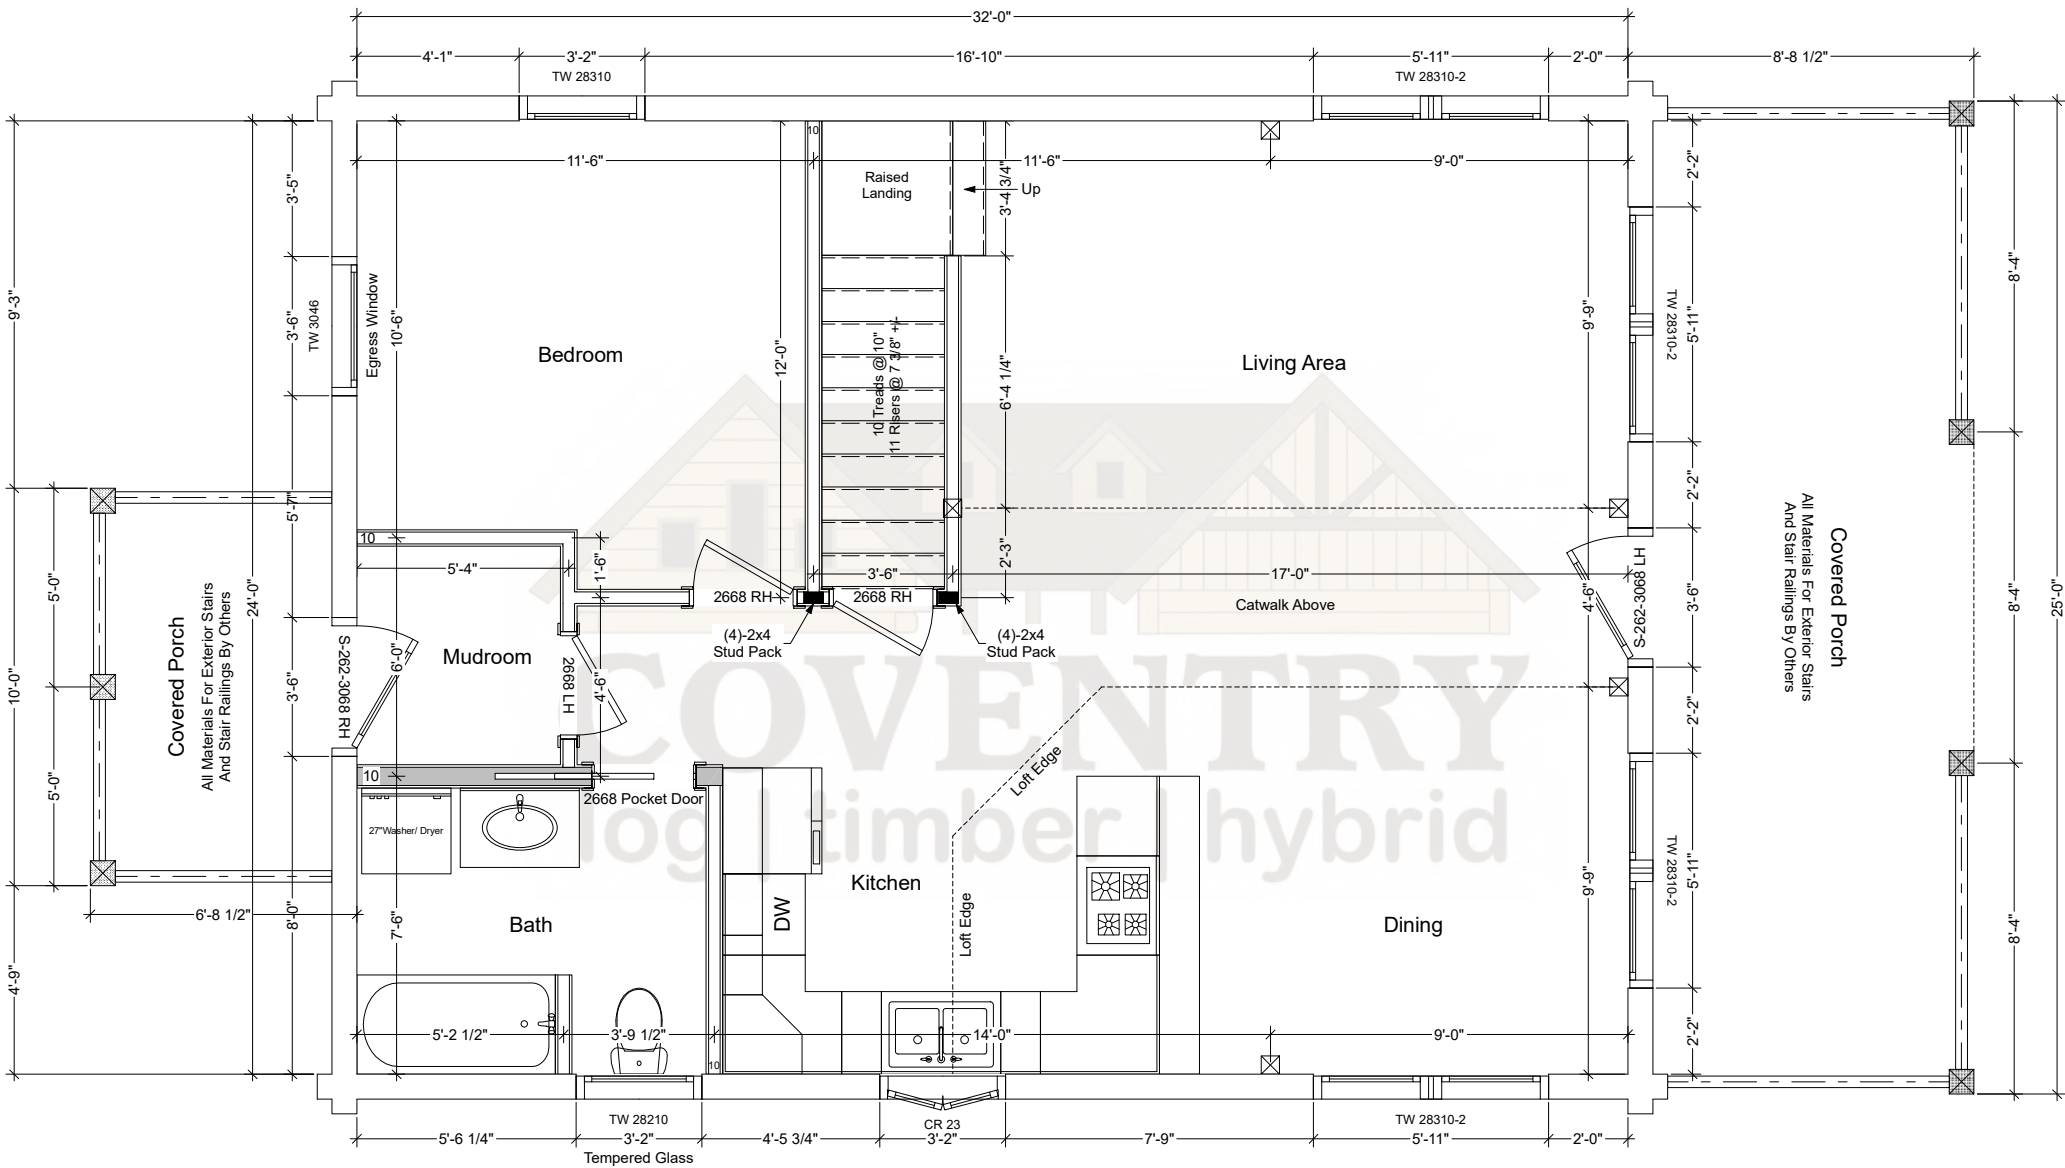 32'-0"
4'-1"
3'-2"
16'-10"
5'-11"
2'-0"
8'-8 1/2"
TW 28310
TW 28310-2
10
11'-6"
11'-6"
9'-0"
2'-2"
3'-5"
Raised
Landing
Up
3'-4 3/4"
9'-3"
3'-6"
TW 3046
Egress Window
10'-6"
Bedroom
12'-0"
10 Treads @ 10"
11 Risers @ 7 3/8" +/-
6'-4 1/4"
Living Area
9'-9"
TW 28310-2
5'-11"
8'-4"
2'-2"
5'-7"
10
5'-4"
1'-6"
3'-6"
2'-3"
17'-0"
2668 RH
2668 RH
Catwalk Above
4'-6"
S-262-3068 LH
3'-6"
Covered Porch
All Materials For Exterior Stairs
And Stair Railings By Others
8'-4"
25'-0"
5'-0"
24'-0"
(4)-2x4
Stud Pack
(4)-2x4
Stud Pack
Covered Porch
All Materials For Exterior Stairs
And Stair Railings By Others
10'-0"
5'-0"
3'-6"
S-262-3068 RH
6'-0"
Mudroom
2668 LH
4'-6"
COVENTRY
log | timber | hybrid
2'-2"
10
2668 Pocket Door
Loft Edge
27"Washer/ Dryer
Kitchen
DW
Loft Edge
9'-9"
TW 28310-2
5'-11"
8'-4"
6'-8 1/2"
8'-0"
7'-6"
Bath
Dining
4'-9"
5'-2 1/2"
3'-9 1/2"
14'-0"
9'-0"
2'-2"
10
TW 28210
CR 23
TW 28310-2
5'-6 1/4"
3'-2"
4'-5 3/4"
3'-2"
7'-9"
5'-11"
2'-0"
Tempered Glass